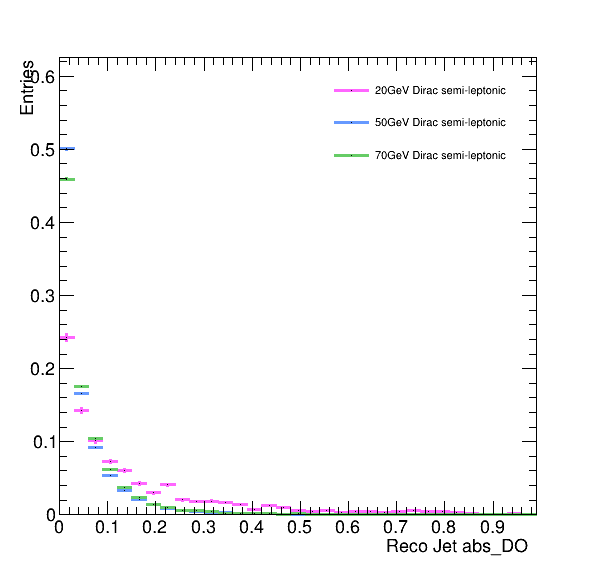 Entries
0.6
0.5
0.4
0.3
0.2
0.1
0
20GeV Dirac semi-leptonic
50GeV Dirac semi-leptonic
70GeV Dirac semi-leptonic
0 0.1 0.2 0.3 0.4 0.5 0.6 0.7 0.8 0.9
Reco Jet abs_DO